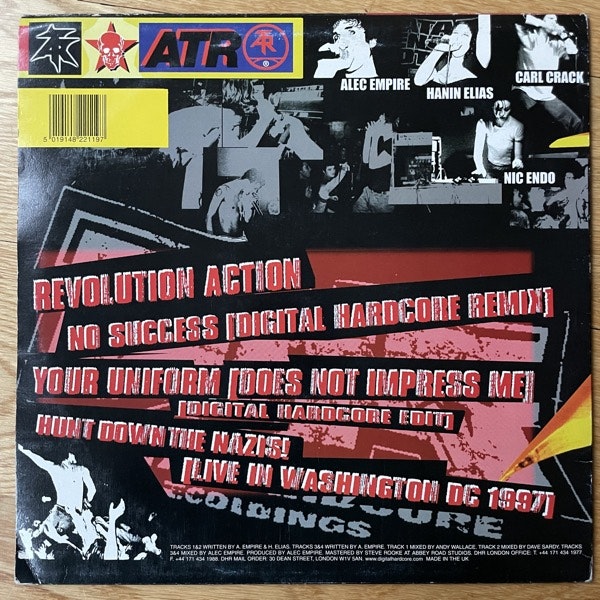 ATR
ALEC EMPIRE
HANIN ELIAS
CARL CRACK
NIC ENDO
5 019148 221197
REVOLUTION ACTION
NO SUCCESS [DIGITAL HARDCORE REMIX]
YOUR UNIFORM [DOES NOT IMPRESS ME]
[DIGITAL HARDCORE EDIT]
HUNT DOWN THE NAZIS!
[LIVE IN WASHINGTON DC 1997]
TRACKS 1&2 WRITTEN BY A. EMPIRE & H. ELIAS. TRACKS 3&4 WRITTEN BY A. EMPIRE. TRACK 1 MIXED BY ANDY WALLACE. TRACK 2 MIXED BY DAVE SARDY, TRACKS
3&4 MIXED BY ALEC EMPIRE. PRODUCED BY ALEC EMPIRE. MASTERED BY STEVE ROOKE AT ABBEY ROAD STUDIOS. DHR LONDON OFFICE: T. +44 171 434 1977.
F. +44 171 434 1988. DHR MAIL ORDER: 30 DEAN STREET, LONDON W1V 5AN. www.digitalhardcore.com MADE IN THE UK